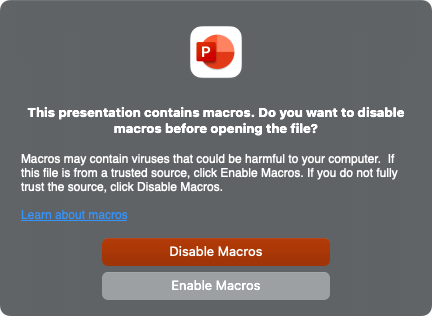 P
This presentation contains macros. Do you want to disable
macros before opening the file?
Macros may contain viruses that could be harmful to your computer.  If
this file is from a trusted source, click Enable Macros. If you do not fully
trust the source, click Disable Macros.
Learn about macros
Disable Macros
Enable Macros